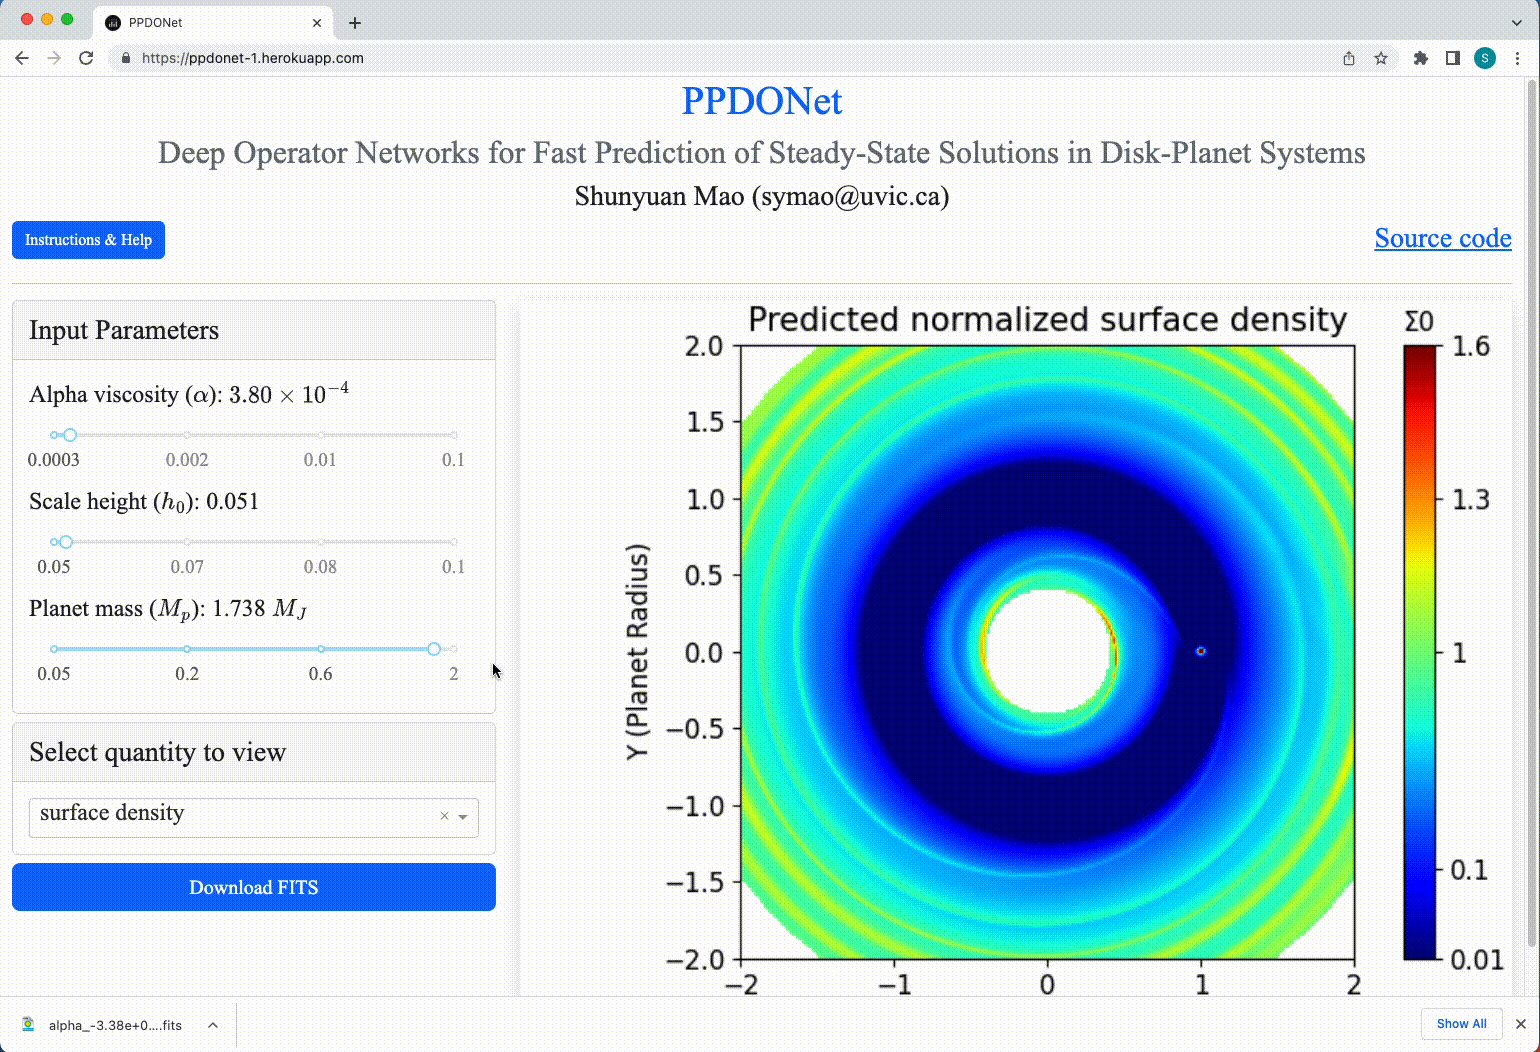 PPDONet
https://ppdonet-1.herokuapp.com
S
PPDONet
Deep Operator Networks for Fast Prediction of Steady-State Solutions in Disk-Planet Systems
Shunyuan Mao (symao@uvic.ca)
Instructions & Help
Source code
Input Parameters
Alpha viscosity (α): 3.80 × 10⁻⁴
0.0003 0.002 0.01 0.1
Scale height (h₀): 0.051
0.05 0.07 0.08 0.1
Planet mass (Mₚ): 1.738 M_J
0.05 0.2 0.6 2
Select quantity to view
surface density
Download FITS
Predicted normalized surface density
Σ0
Y (Planet Radius)
2.0
1.5
1.0
0.5
0.0
−0.5
−1.0
−1.5
−2.0
−2 −1 0 1 2
1.6
1.3
1
0.1
0.01
alpha_-3.38e+0....fits
Show All